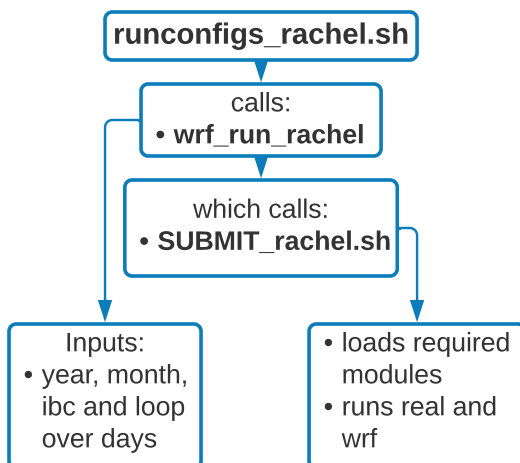 runconfigs_rachel.sh
calls:
• wrf_run_rachel
which calls:
• SUBMIT_rachel.sh
Inputs:
• year, month,
ibc and loop
over days
• loads required
modules
• runs real and
wrf